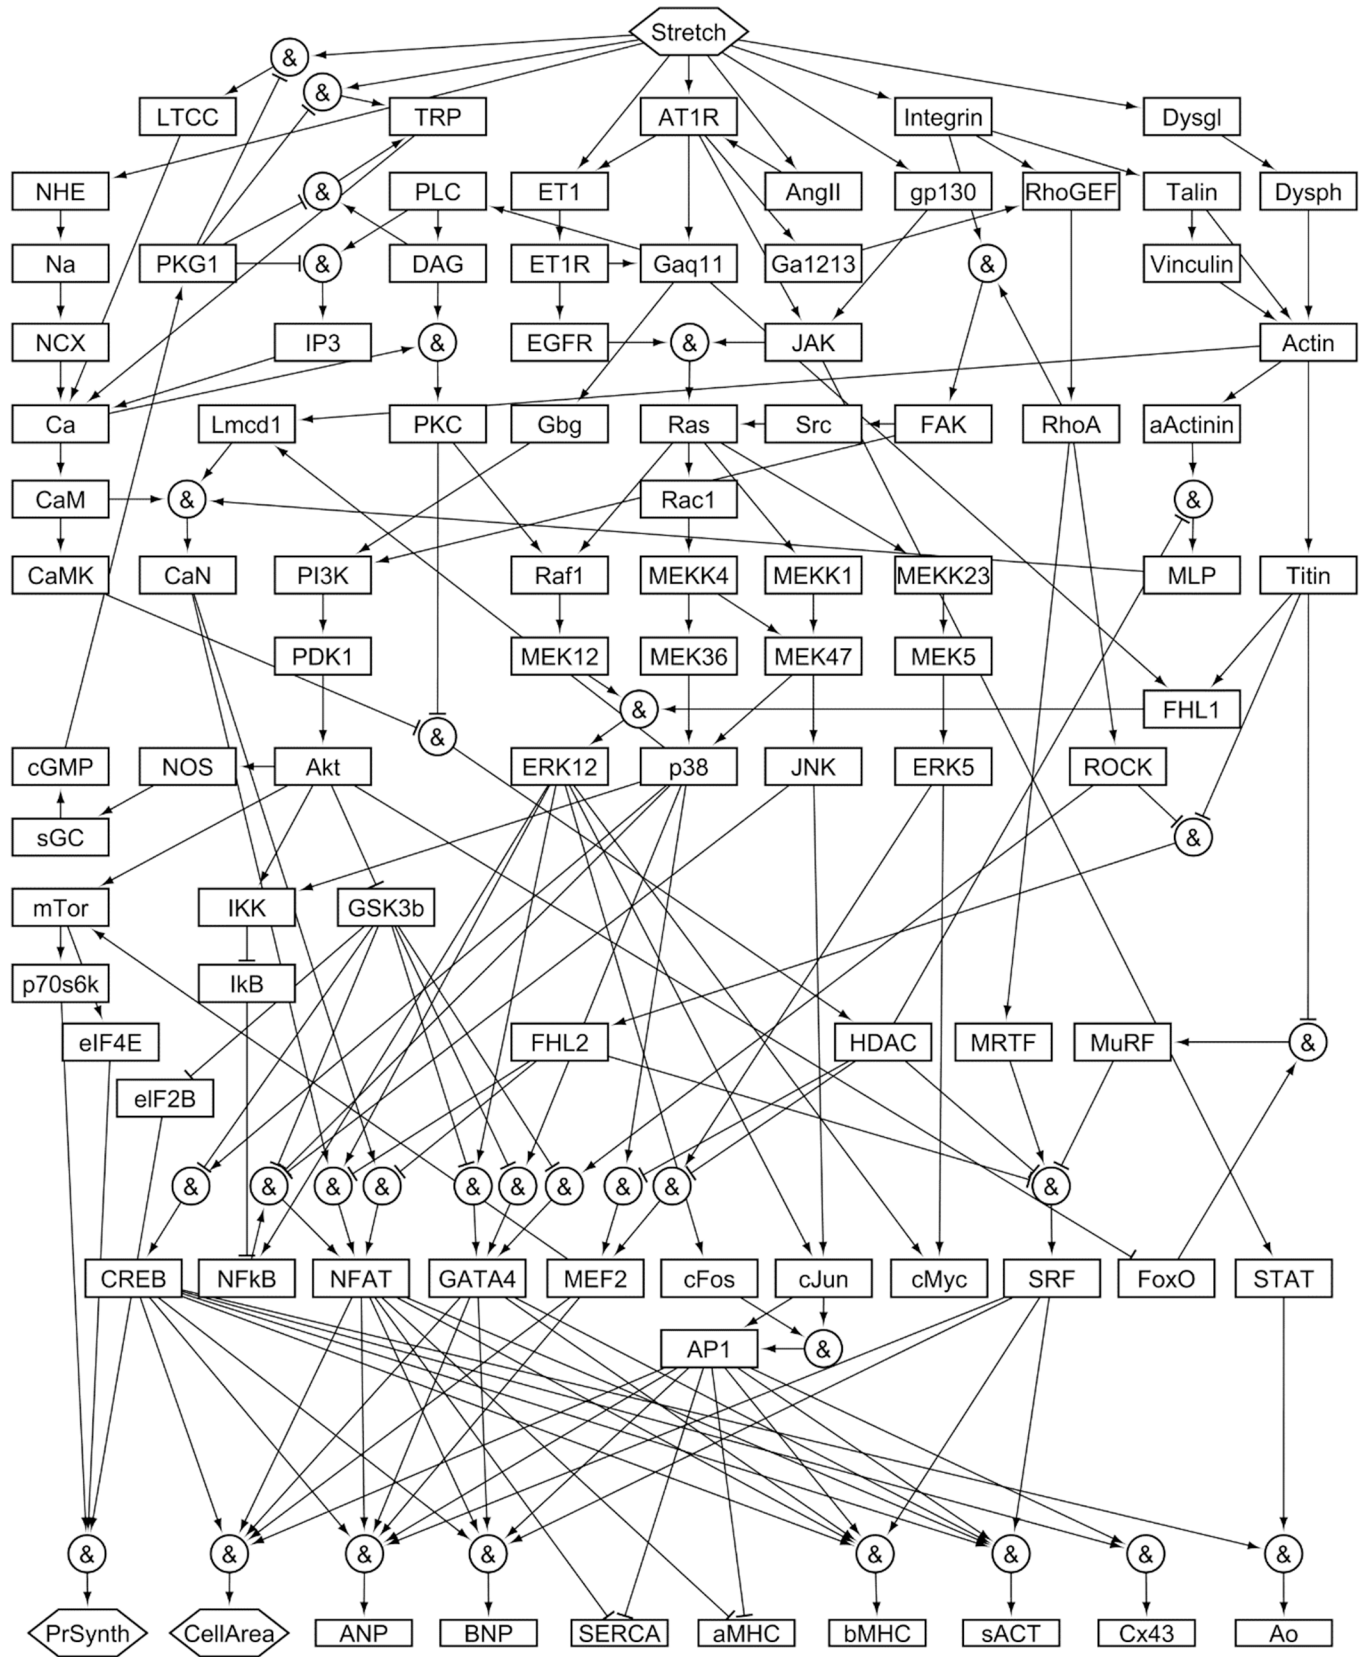 Stretch
&
&
LTCC
TRP
AT1R
Integrin
Dysgl
NHE
&
PLC
ET1
AngII
gp130
RhoGEF
Talin
Dysph
Na
PKG1
&
DAG
ET1R
Gaq11
Ga1213
&
Vinculin
NCX
IP3
&
EGFR
&
JAK
Actin
Ca
Lmcd1
PKC
Gbg
Ras
Src
FAK
RhoA
aActinin
CaM
&
Rac1
&
CaMK
CaN
PI3K
Raf1
MEKK4
MEKK1
MEKK23
MLP
Titin
PDK1
MEK12
MEK36
MEK47
MEK5
&
FHL1
&
cGMP
NOS
Akt
ERK12
p38
JNK
ERK5
ROCK
sGC
&
mTor
IKK
GSK3b
p70s6k
IkB
eIF4E
FHL2
HDAC
MRTF
MuRF
&
eIF2B
&
&
&
&
&
&
&
&
&
&
CREB
NFkB
NFAT
GATA4
MEF2
cFos
cJun
cMyc
SRF
FoxO
STAT
AP1
&
&
&
&
&
&
&
&
&
PrSynth
CellArea
ANP
BNP
SERCA
aMHC
bMHC
sACT
Cx43
Ao